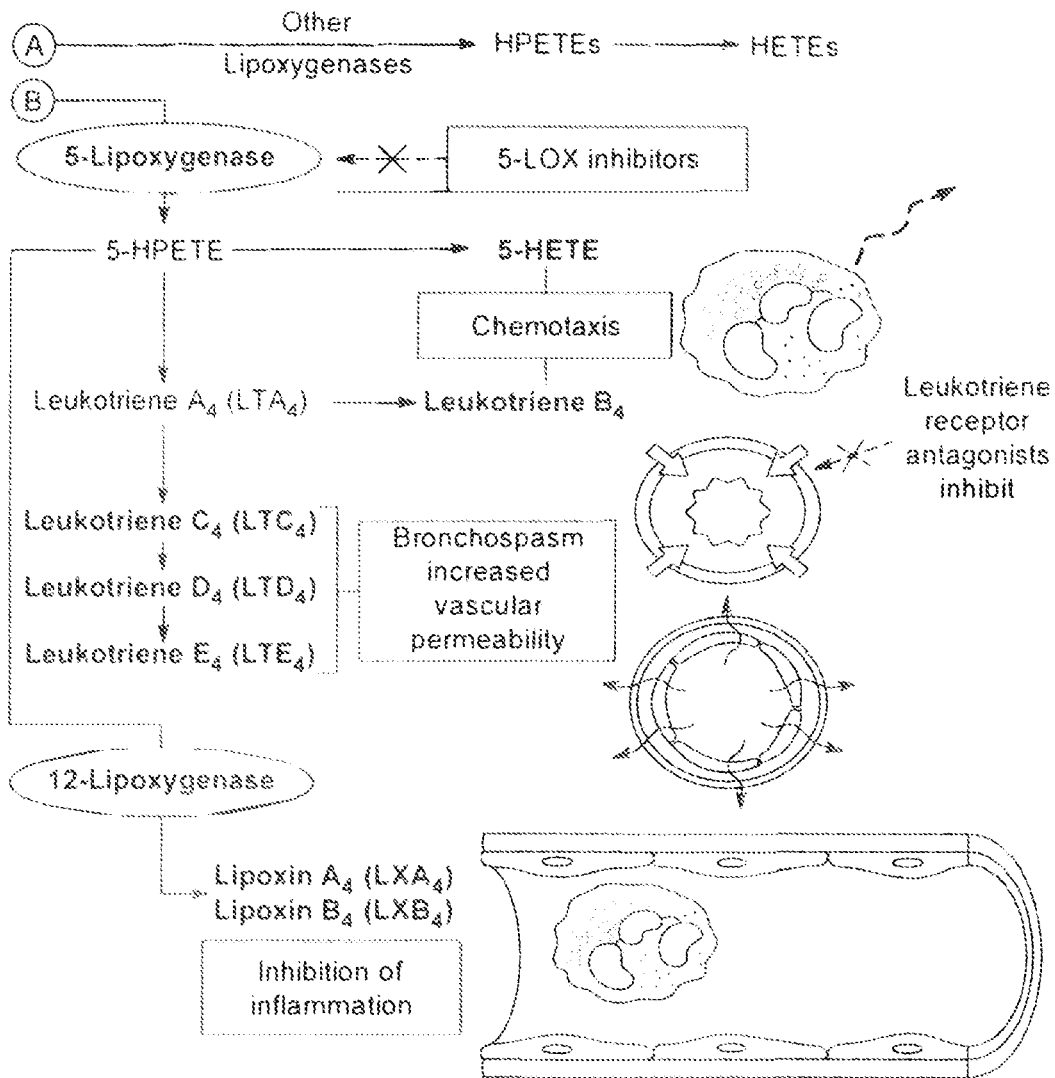 A
Other
Lipoxygenases
HPETEs
HETEs
B
5-Lipoxygenase
5-LOX inhibitors
5-HPETE
5-HETE
Chemotaxis
Leukotriene A₄ (LTA₄)
Leukotriene B₄
Leukotriene
receptor
antagonists
inhibit
Leukotriene C₄ (LTC₄)
Leukotriene D₄ (LTD₄)
Leukotriene E₄ (LTE₄)
Bronchospasm
increased
vascular
permeability
12-Lipoxygenase
Lipoxin A₄ (LXA₄)
Lipoxin B₄ (LXB₄)
Inhibition of
inflammation